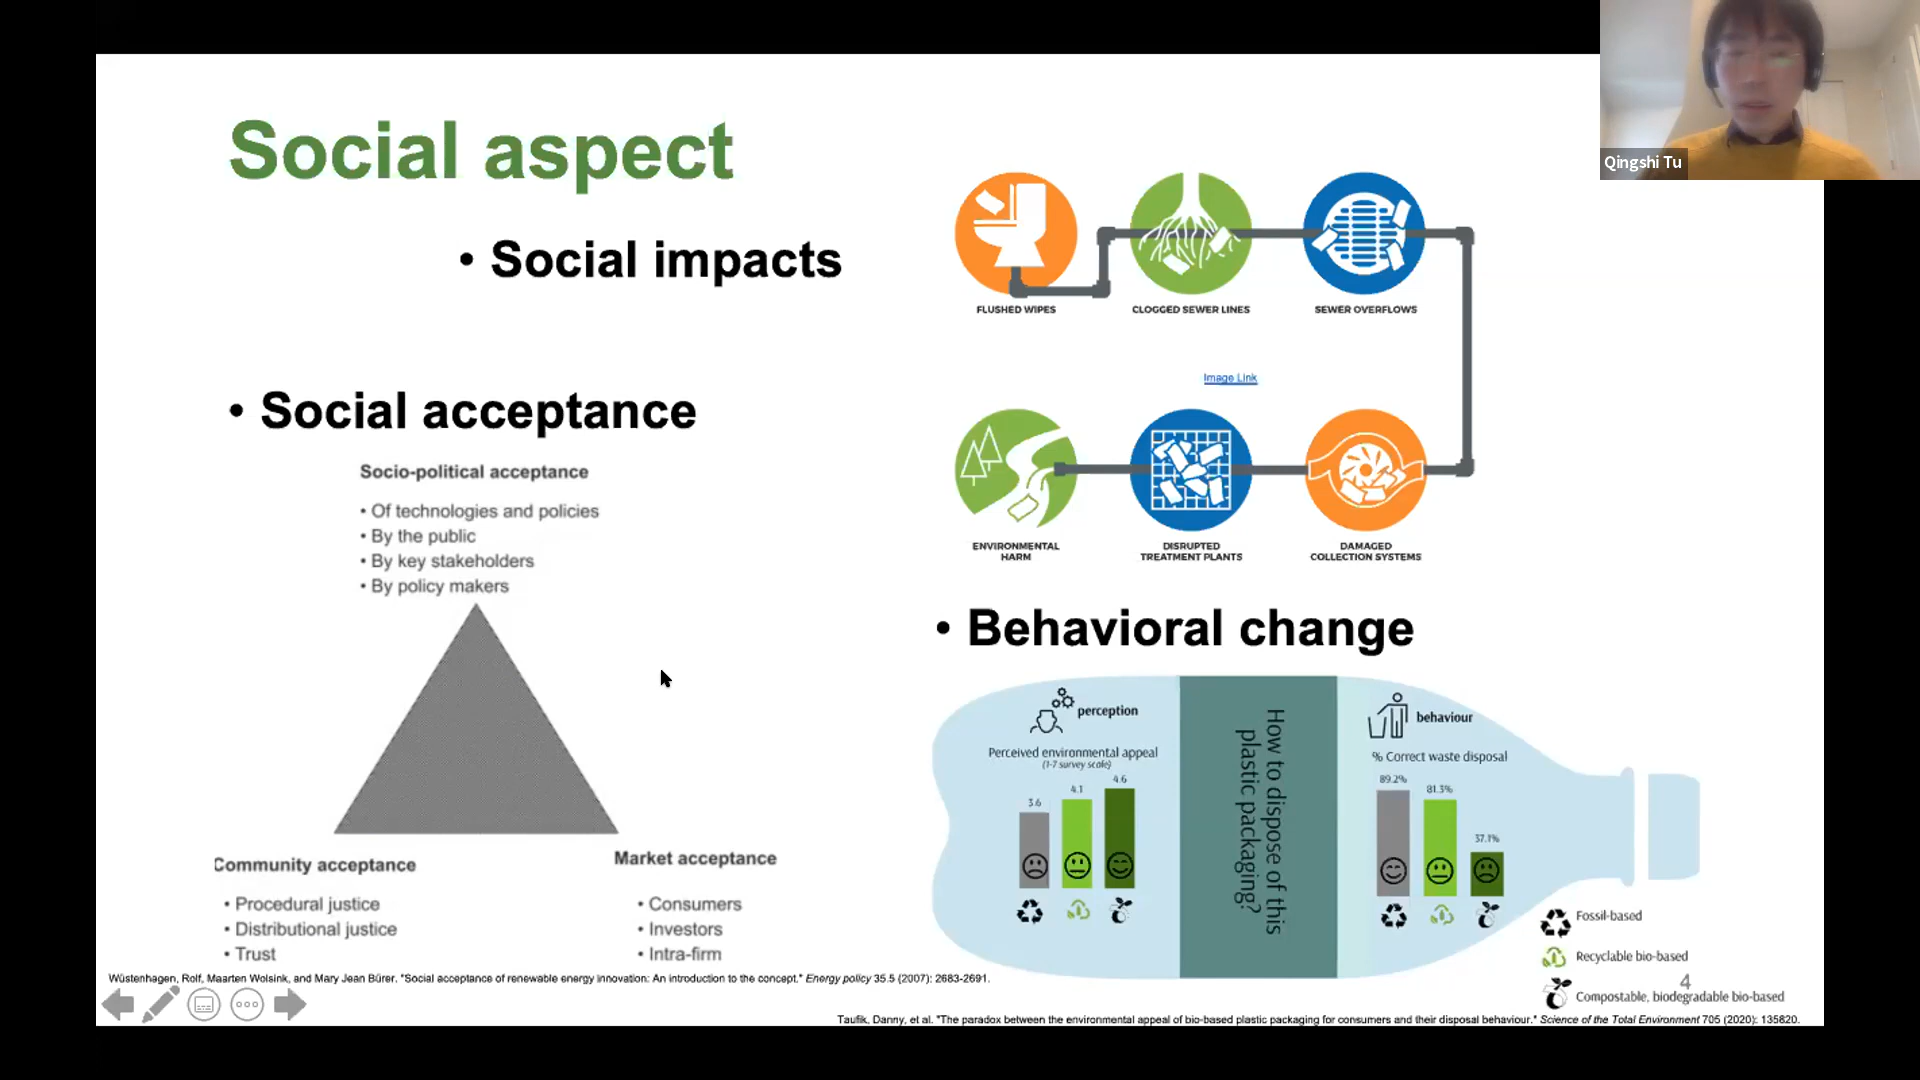 Social aspect
• Social impacts
FLUSHED WIPES
CLOGGED SEWER LINES
SEWER OVERFLOWS
Image Link
ENVIRONMENTAL
HARM
DISRUPTED
TREATMENT PLANTS
DAMAGED
COLLECTION SYSTEMS
• Social acceptance
Socio-political acceptance
• Of technologies and policies
• By the public
• By key stakeholders
• By policy makers
Community acceptance
• Procedural justice
• Distributional justice
• Trust
Market acceptance
• Consumers
• Investors
• Intra-firm
Wüstenhagen, Rolf, Maarten Wolsink, and Mary Jean Bürer. "Social acceptance of renewable energy innovation: An introduction to the concept." Energy policy 35.5 (2007): 2683-2691.
• Behavioral change
perception
Perceived environmental appeal
(1-7 survey scale)
3.6
4.1
4.6
How to dispose of this
plastic packaging?
behaviour
% Correct waste disposal
89.2%
81.3%
37.1%
Fossil-based
Recyclable bio-based
Compostable, biodegradable bio-based
4
Taufik, Danny, et al. "The paradox between the environmental appeal of bio-based plastic packaging for consumers and their disposal behaviour." Science of the Total Environment 705 (2020): 135820.
Qingshi Tu